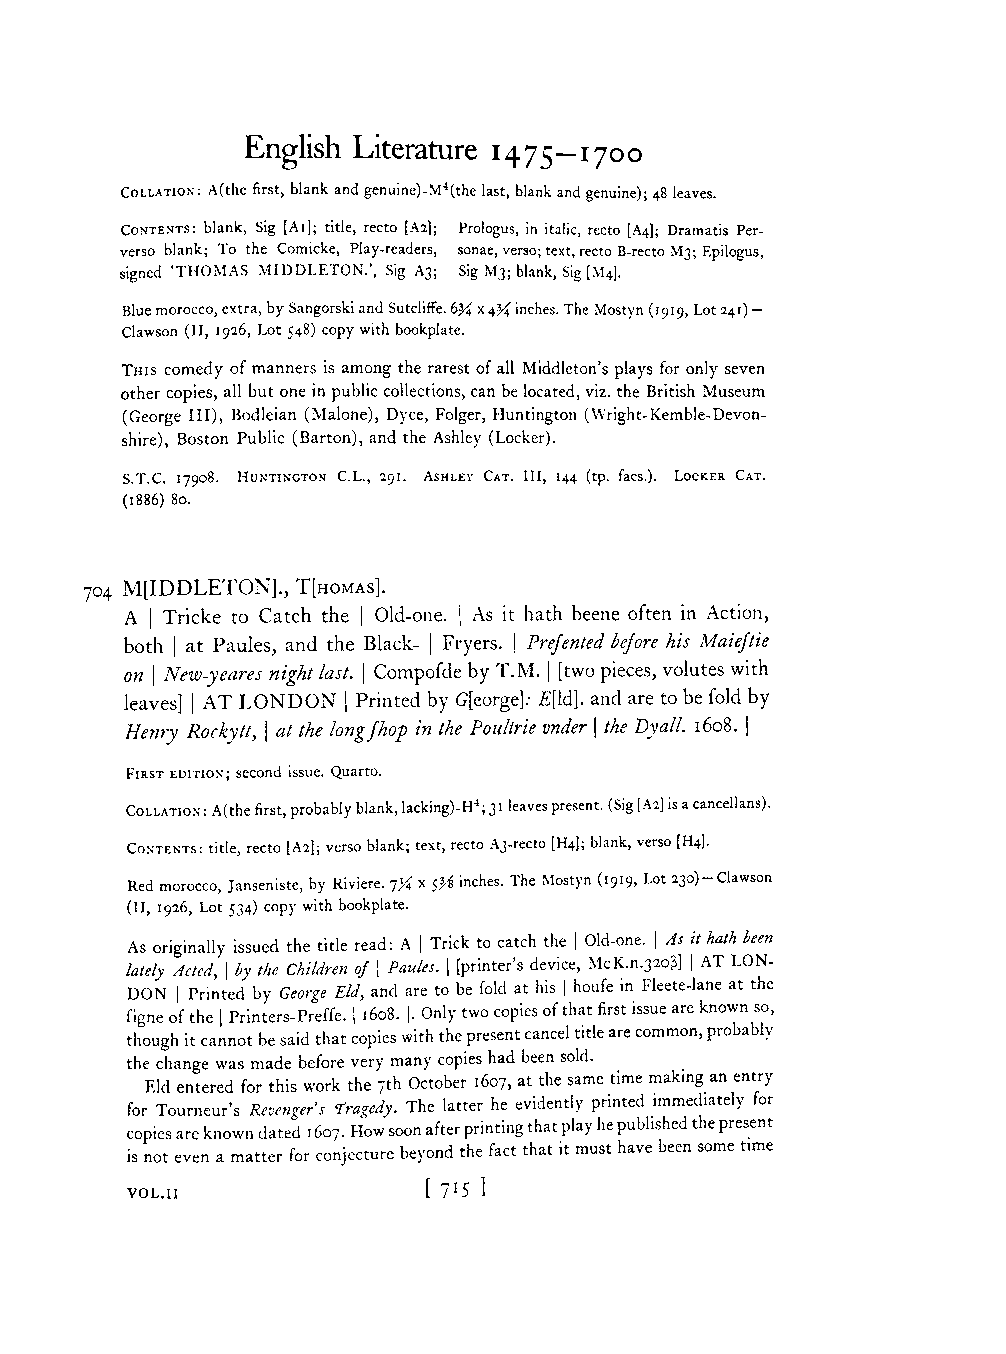 English Literature 1475–1700
COLLATION: A(the first, blank and genuine)-M⁴(the last, blank and genuine); 48 leaves.
CONTENTS: blank, Sig [A1]; title, recto [A2];
verso blank; To the Comicke, Play-readers,
signed 'THOMAS MIDDLETON.', Sig A3;
Prologus, in italic, recto [A4]; Dramatis Per-
sonae, verso; text, recto B-recto M3; Epilogus,
Sig M3; blank, Sig [M4].
Blue morocco, extra, by Sangorski and Sutcliffe. 6¾ x 4¾ inches. The Mostyn (1919, Lot 241) —
Clawson (II, 1926, Lot 548) copy with bookplate.
THIS comedy of manners is among the rarest of all Middleton's plays for only seven
other copies, all but one in public collections, can be located, viz. the British Museum
(George III), Bodleian (Malone), Dyce, Folger, Huntington (Wright-Kemble-Devon-
shire), Boston Public (Barton), and the Ashley (Locker).
S.T.C. 17908. HUNTINGTON C.L., 291. ASHLEY CAT. III, 144 (tp. facs.). LOCKER CAT.
(1886) 80.
704 M[IDDLETON]., T[HOMAS].
A | Tricke to Catch the | Old-one. | As it hath beene often in Action,
both | at Paules, and the Black- | Fryers. | Preſented before his Maieſtie
on | New-yeares night last. | Compoſde by T.M. | [two pieces, volutes with
leaves] | AT LONDON | Printed by G[eorge]: E[ld]. and are to be ſold by
Henry Rockytt, | at the long ſhop in the Poultrie vnder | the Dyall. 1608. |
FIRST EDITION; second issue. Quarto.
COLLATION: A(the first, probably blank, lacking)-H⁴; 31 leaves present. (Sig [A2] is a cancellans).
CONTENTS: title, recto [A2]; verso blank; text, recto A3-recto [H4]; blank, verso [H4].
Red morocco, Janseniste, by Riviere. 7¼ x 5⅜ inches. The Mostyn (1919, Lot 230) — Clawson
(II, 1926, Lot 534) copy with bookplate.
As originally issued the title read: A | Trick to catch the | Old-one. | As it hath been
lately Acted, | by the Children of | Paules. | [printer's device, McK.n.320β] | AT LON-
DON | Printed by George Eld, and are to be ſold at his | houſe in Fleete-lane at the
ſigne of the | Printers-Preſſe. | 1608. |. Only two copies of that first issue are known so,
though it cannot be said that copies with the present cancel title are common, probably
the change was made before very many copies had been sold.
Eld entered for this work the 7th October 1607, at the same time making an entry
for Tourneur's Revenger's Tragedy. The latter he evidently printed immediately for
copies are known dated 1607. How soon after printing that play he published the present
is not even a matter for conjecture beyond the fact that it must have been some time
VOL.II [ 715 ]